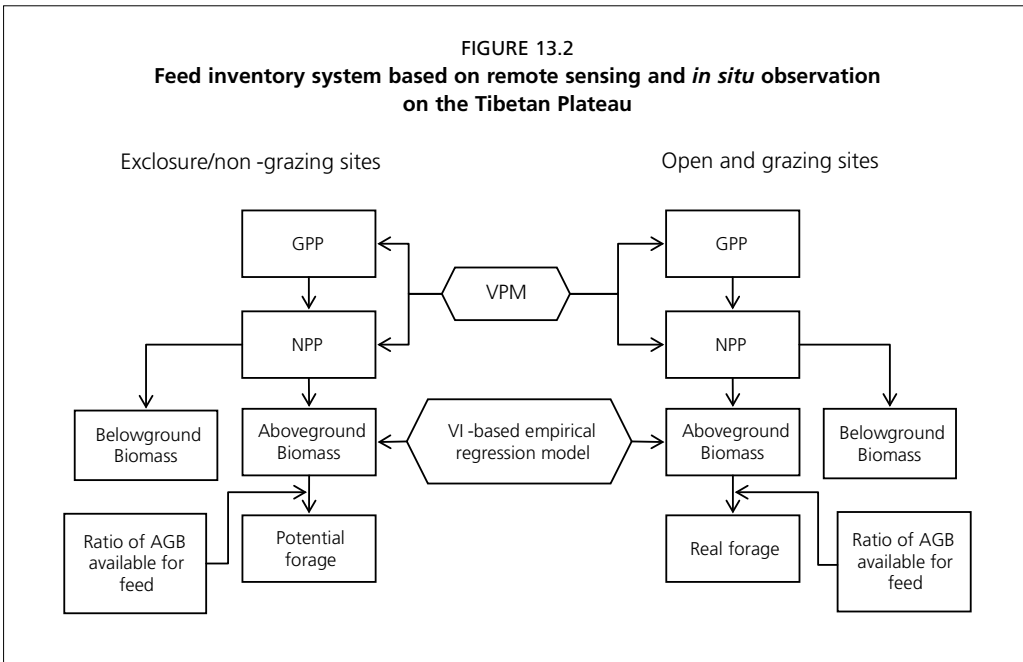 FIGURE 13.2
Feed inventory system based on remote sensing and in situ observation
on the Tibetan Plateau
Exclosure/non -grazing sites
Open and grazing sites
GPP
GPP
VPM
NPP
NPP
Belowground
Biomass
Aboveground
Biomass
VI -based empirical
regression model
Aboveground
Biomass
Belowground
Biomass
Ratio of AGB
available for
feed
Potential
forage
Real forage
Ratio of AGB
available for
feed